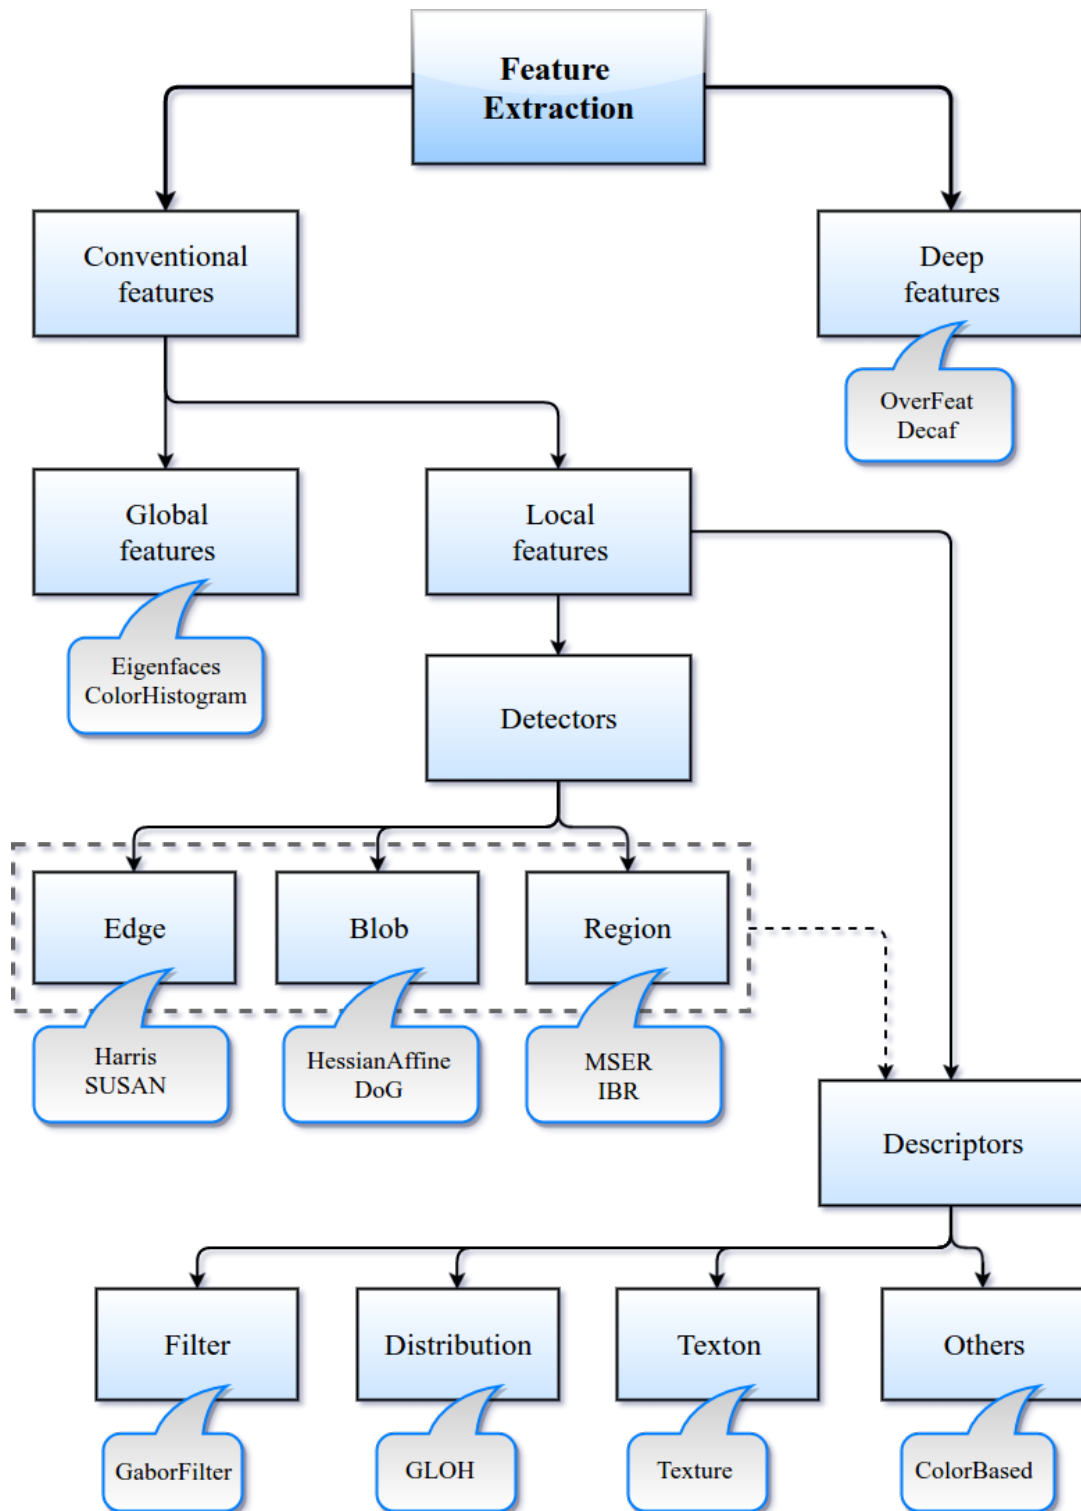 Feature
Extraction
Conventional
features
Deep
features
OverFeat
Decaf
Global
features
Local
features
Eigenfaces
ColorHistogram
Detectors
Edge
Blob
Region
Harris
SUSAN
HessianAffine
DoG
MSER
IBR
Descriptors
Filter
Distribution
Texton
Others
GaborFilter
GLOH
Texture
ColorBased